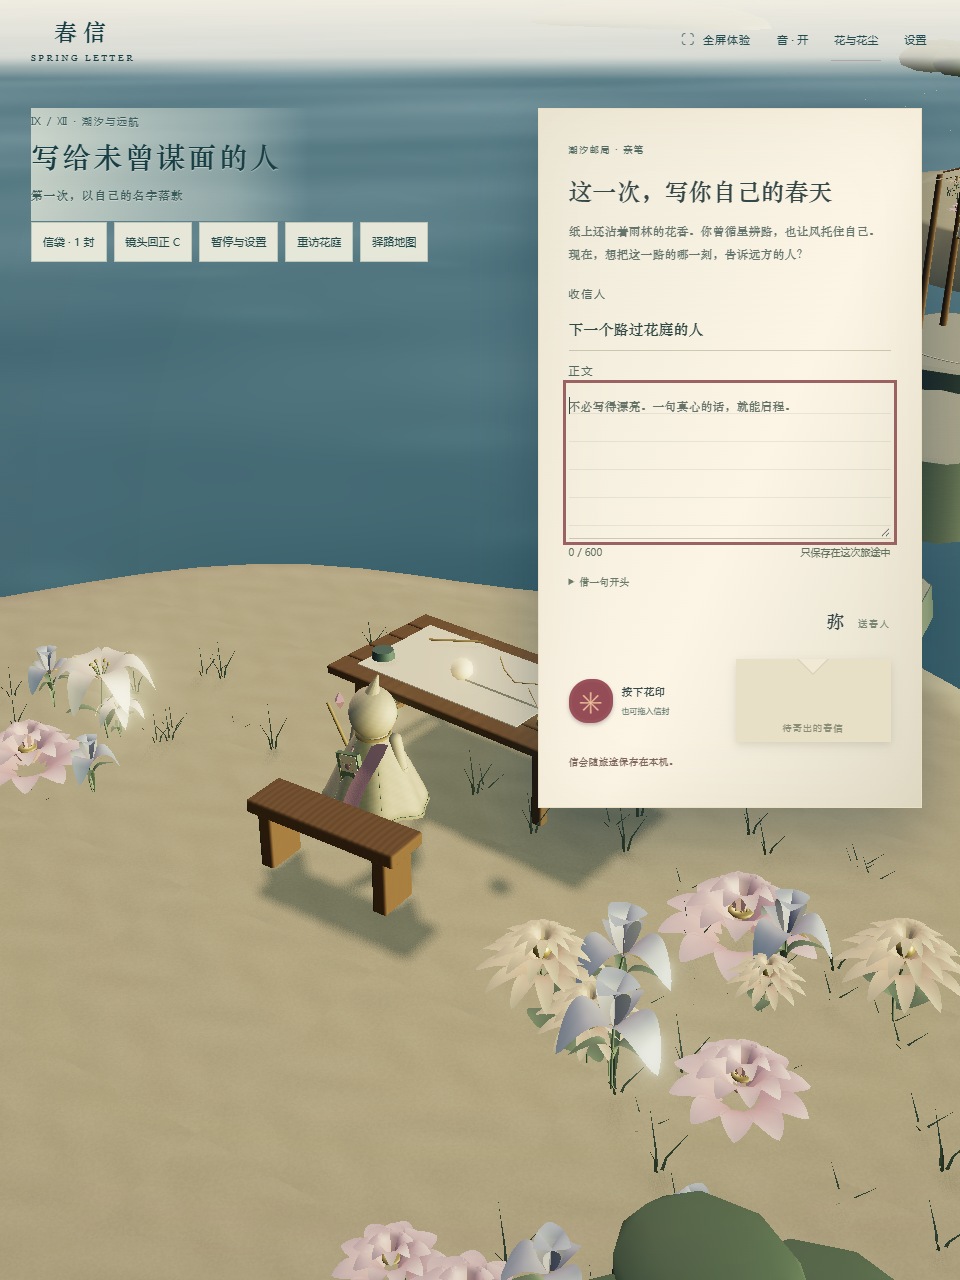 春信
SPRING LETTER
全屏体验
音 · 开
花与花尘
设置
IX / XII · 潮汐与远航
写给未曾谋面的人
第一次，以自己的名字落款
信袋 · 1 封
镜头回正 C
暂停与设置
重访花庭
驿路地图
潮汐邮局 · 亲笔
这一次，写你自己的春天
纸上还沾着雨林的花香。你曾循星辨路，也让风托住自己。
现在，想把这一路的哪一刻，告诉远方的人？
收信人
下一个路过花庭的人
正文
不必写得漂亮。一句真心的话，就能启程。
0 / 600
只保存在这次旅途中
▶ 借一句开头
弥 送春人
按下花印
也可拖入信封
待寄出的春信
信会随旅途保存在本机。